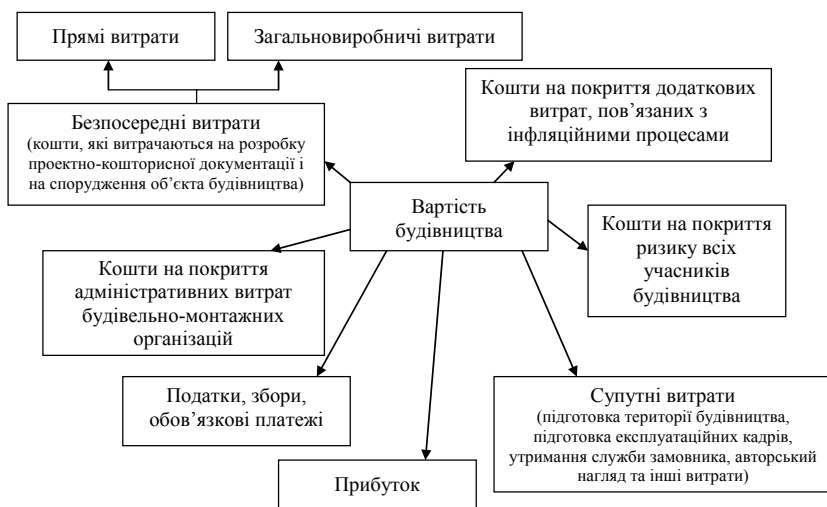 Прямі витрати
Загальновиробничі витрати
Безпосередні витрати
(кошти, які витрачаються на розробку
проектно-кошторисної документації і
на спорудження об’єкта будівництва)
Кошти на покриття додаткових
витрат, пов’язаних з
інфляційними процесами
Вартість
будівництва
Кошти на покриття
ризику всіх
учасників
будівництва
Кошти на покриття
адміністративних витрат
будівельно-монтажних
організацій
Податки, збори,
обов’язкові платежі
Супутні витрати
(підготовка території будівництва,
підготовка експлуатаційних кадрів,
утримання служби замовника, авторський
нагляд та інші витрати)
Прибуток